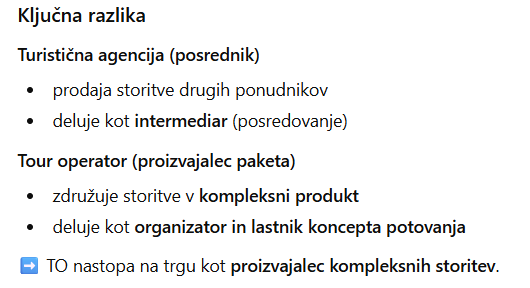 Ključna razlika
Turistična agencija (posrednik)
• prodaja storitve drugih ponudnikov
• deluje kot intermediar (posredovanje)
Tour operator (proizvajalec paketa)
• združuje storitve v kompleksni produkt
• deluje kot organizator in lastnik koncepta potovanja
➡️ TO nastopa na trgu kot proizvajalec kompleksnih storitev.